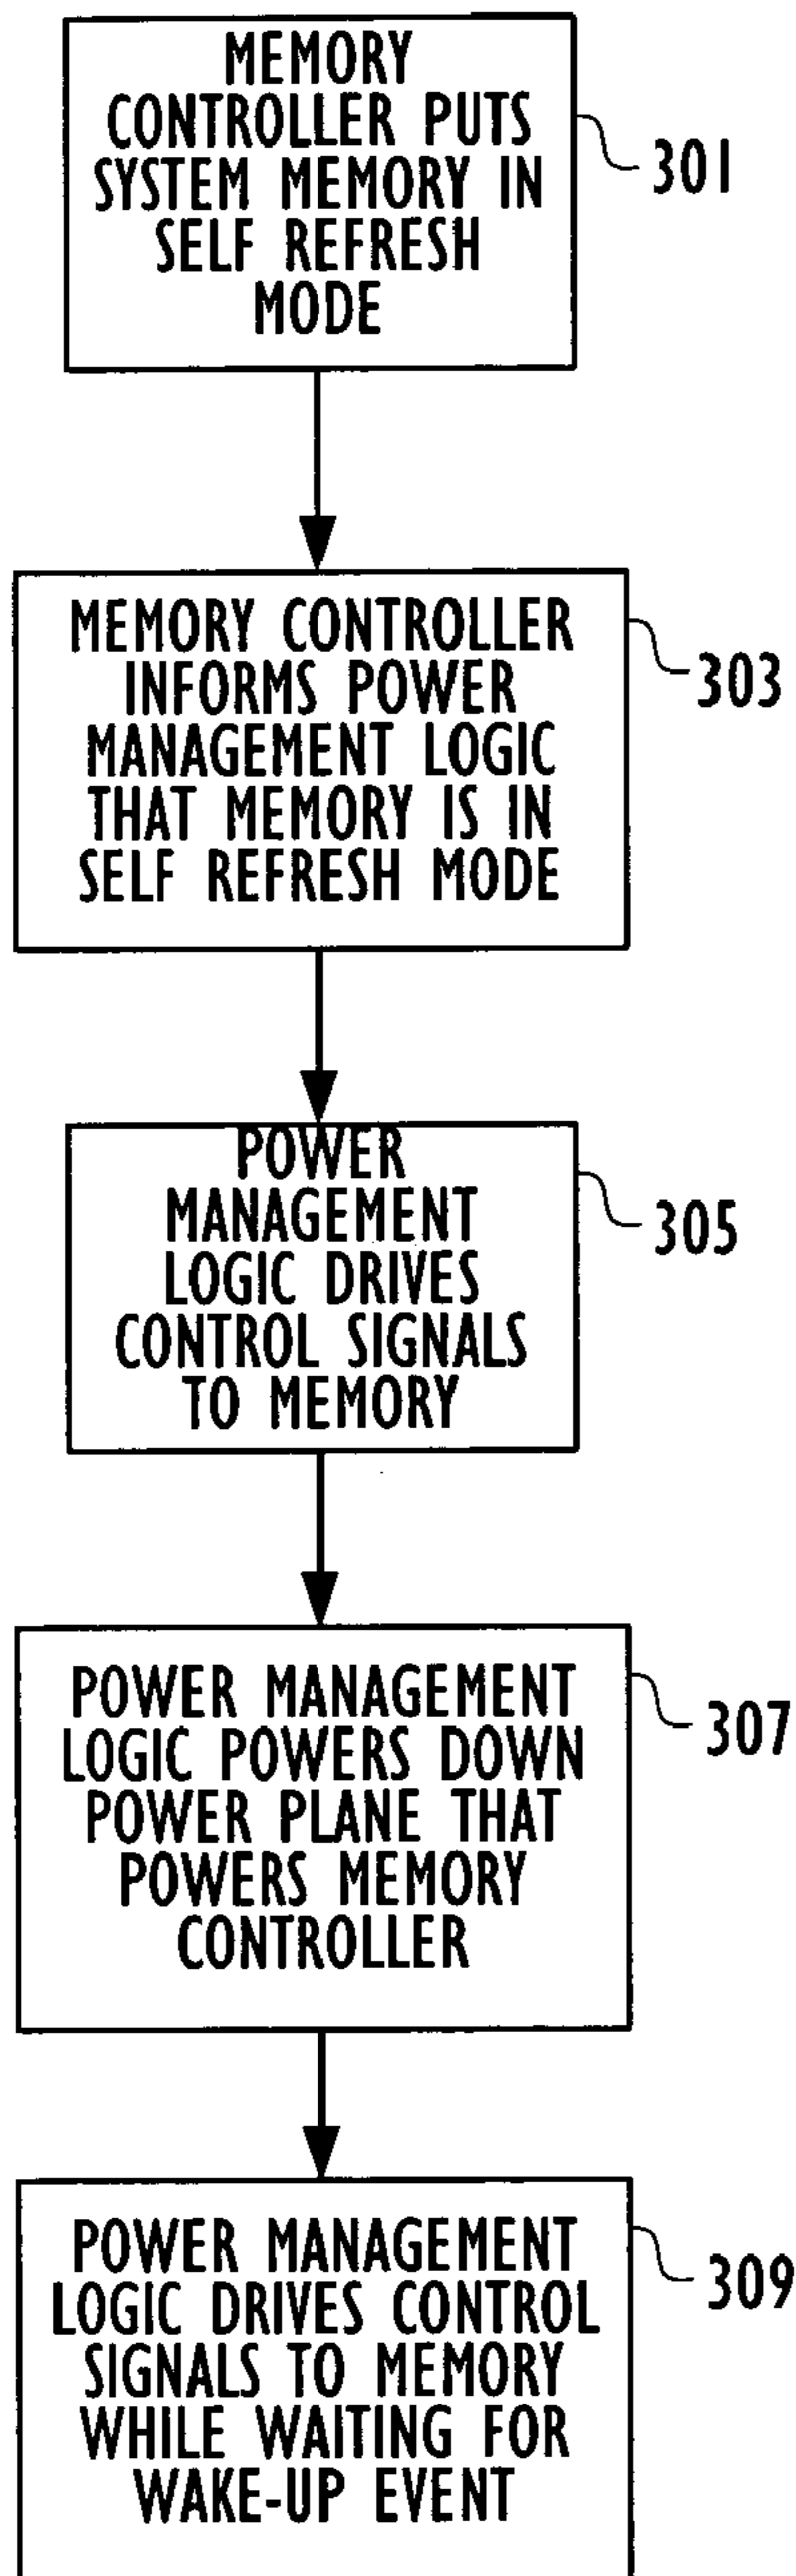 MEMORY
CONTROLLER PUTS
SYSTEM MEMORY IN
SELF REFRESH
MODE
301
MEMORY CONTROLLER
INFORMS POWER
MANAGEMENT LOGIC
THAT MEMORY IS IN
SELF REFRESH MODE
303
POWER
MANAGEMENT
LOGIC DRIVES
CONTROL SIGNALS
TO MEMORY
305
POWER MANAGEMENT
LOGIC POWERS DOWN
POWER PLANE THAT
POWERS MEMORY
CONTROLLER
307
POWER MANAGEMENT
LOGIC DRIVES CONTROL
SIGNALS TO MEMORY
WHILE WAITING FOR
WAKE-UP EVENT
309